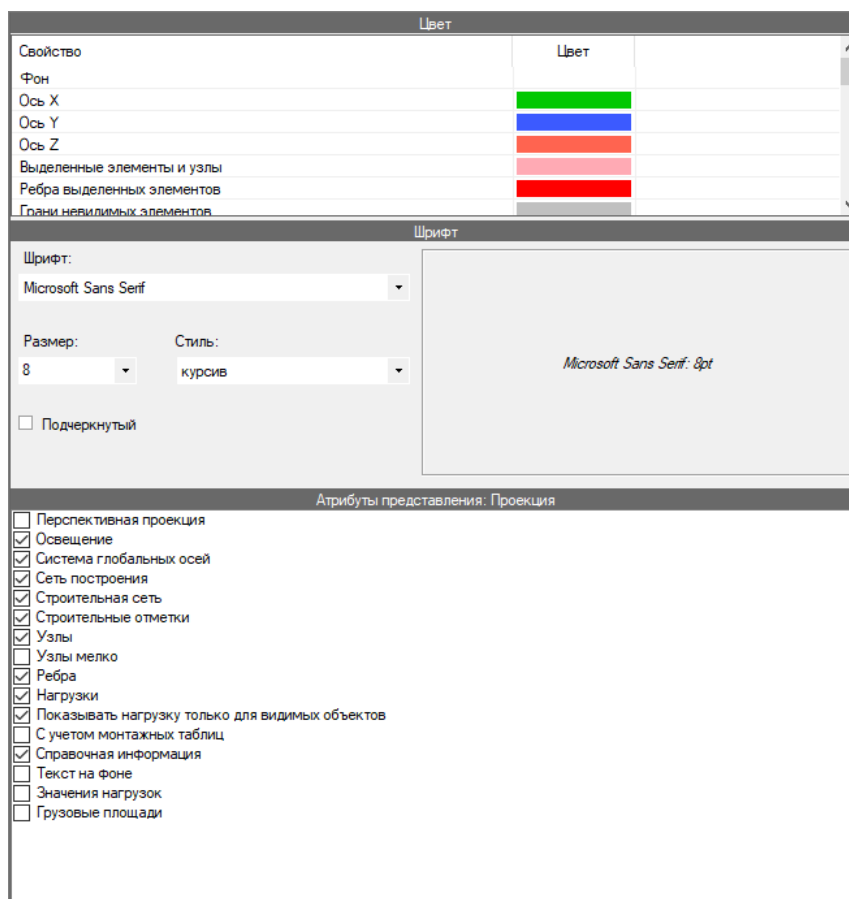 Цвет
Свойство Цвет
Фон
Ось X
Ось Y
Ось Z
Выделенные элементы и узлы
Ребра выделенных элементов
Грани невидимых элементов
Шрифт
Шрифт:
Microsoft Sans Serif
Размер: Стиль:
8 курсив
Microsoft Sans Serif: 8pt
Подчеркнутый
Атрибуты представления: Проекция
Перспективная проекция
Освещение
Система глобальных осей
Сеть построения
Строительная сеть
Строительные отметки
Узлы
Узлы мелко
Ребра
Нагрузки
Показывать нагрузку только для видимых объектов
С учетом монтажных таблиц
Справочная информация
Текст на фоне
Значения нагрузок
Грузовые площади